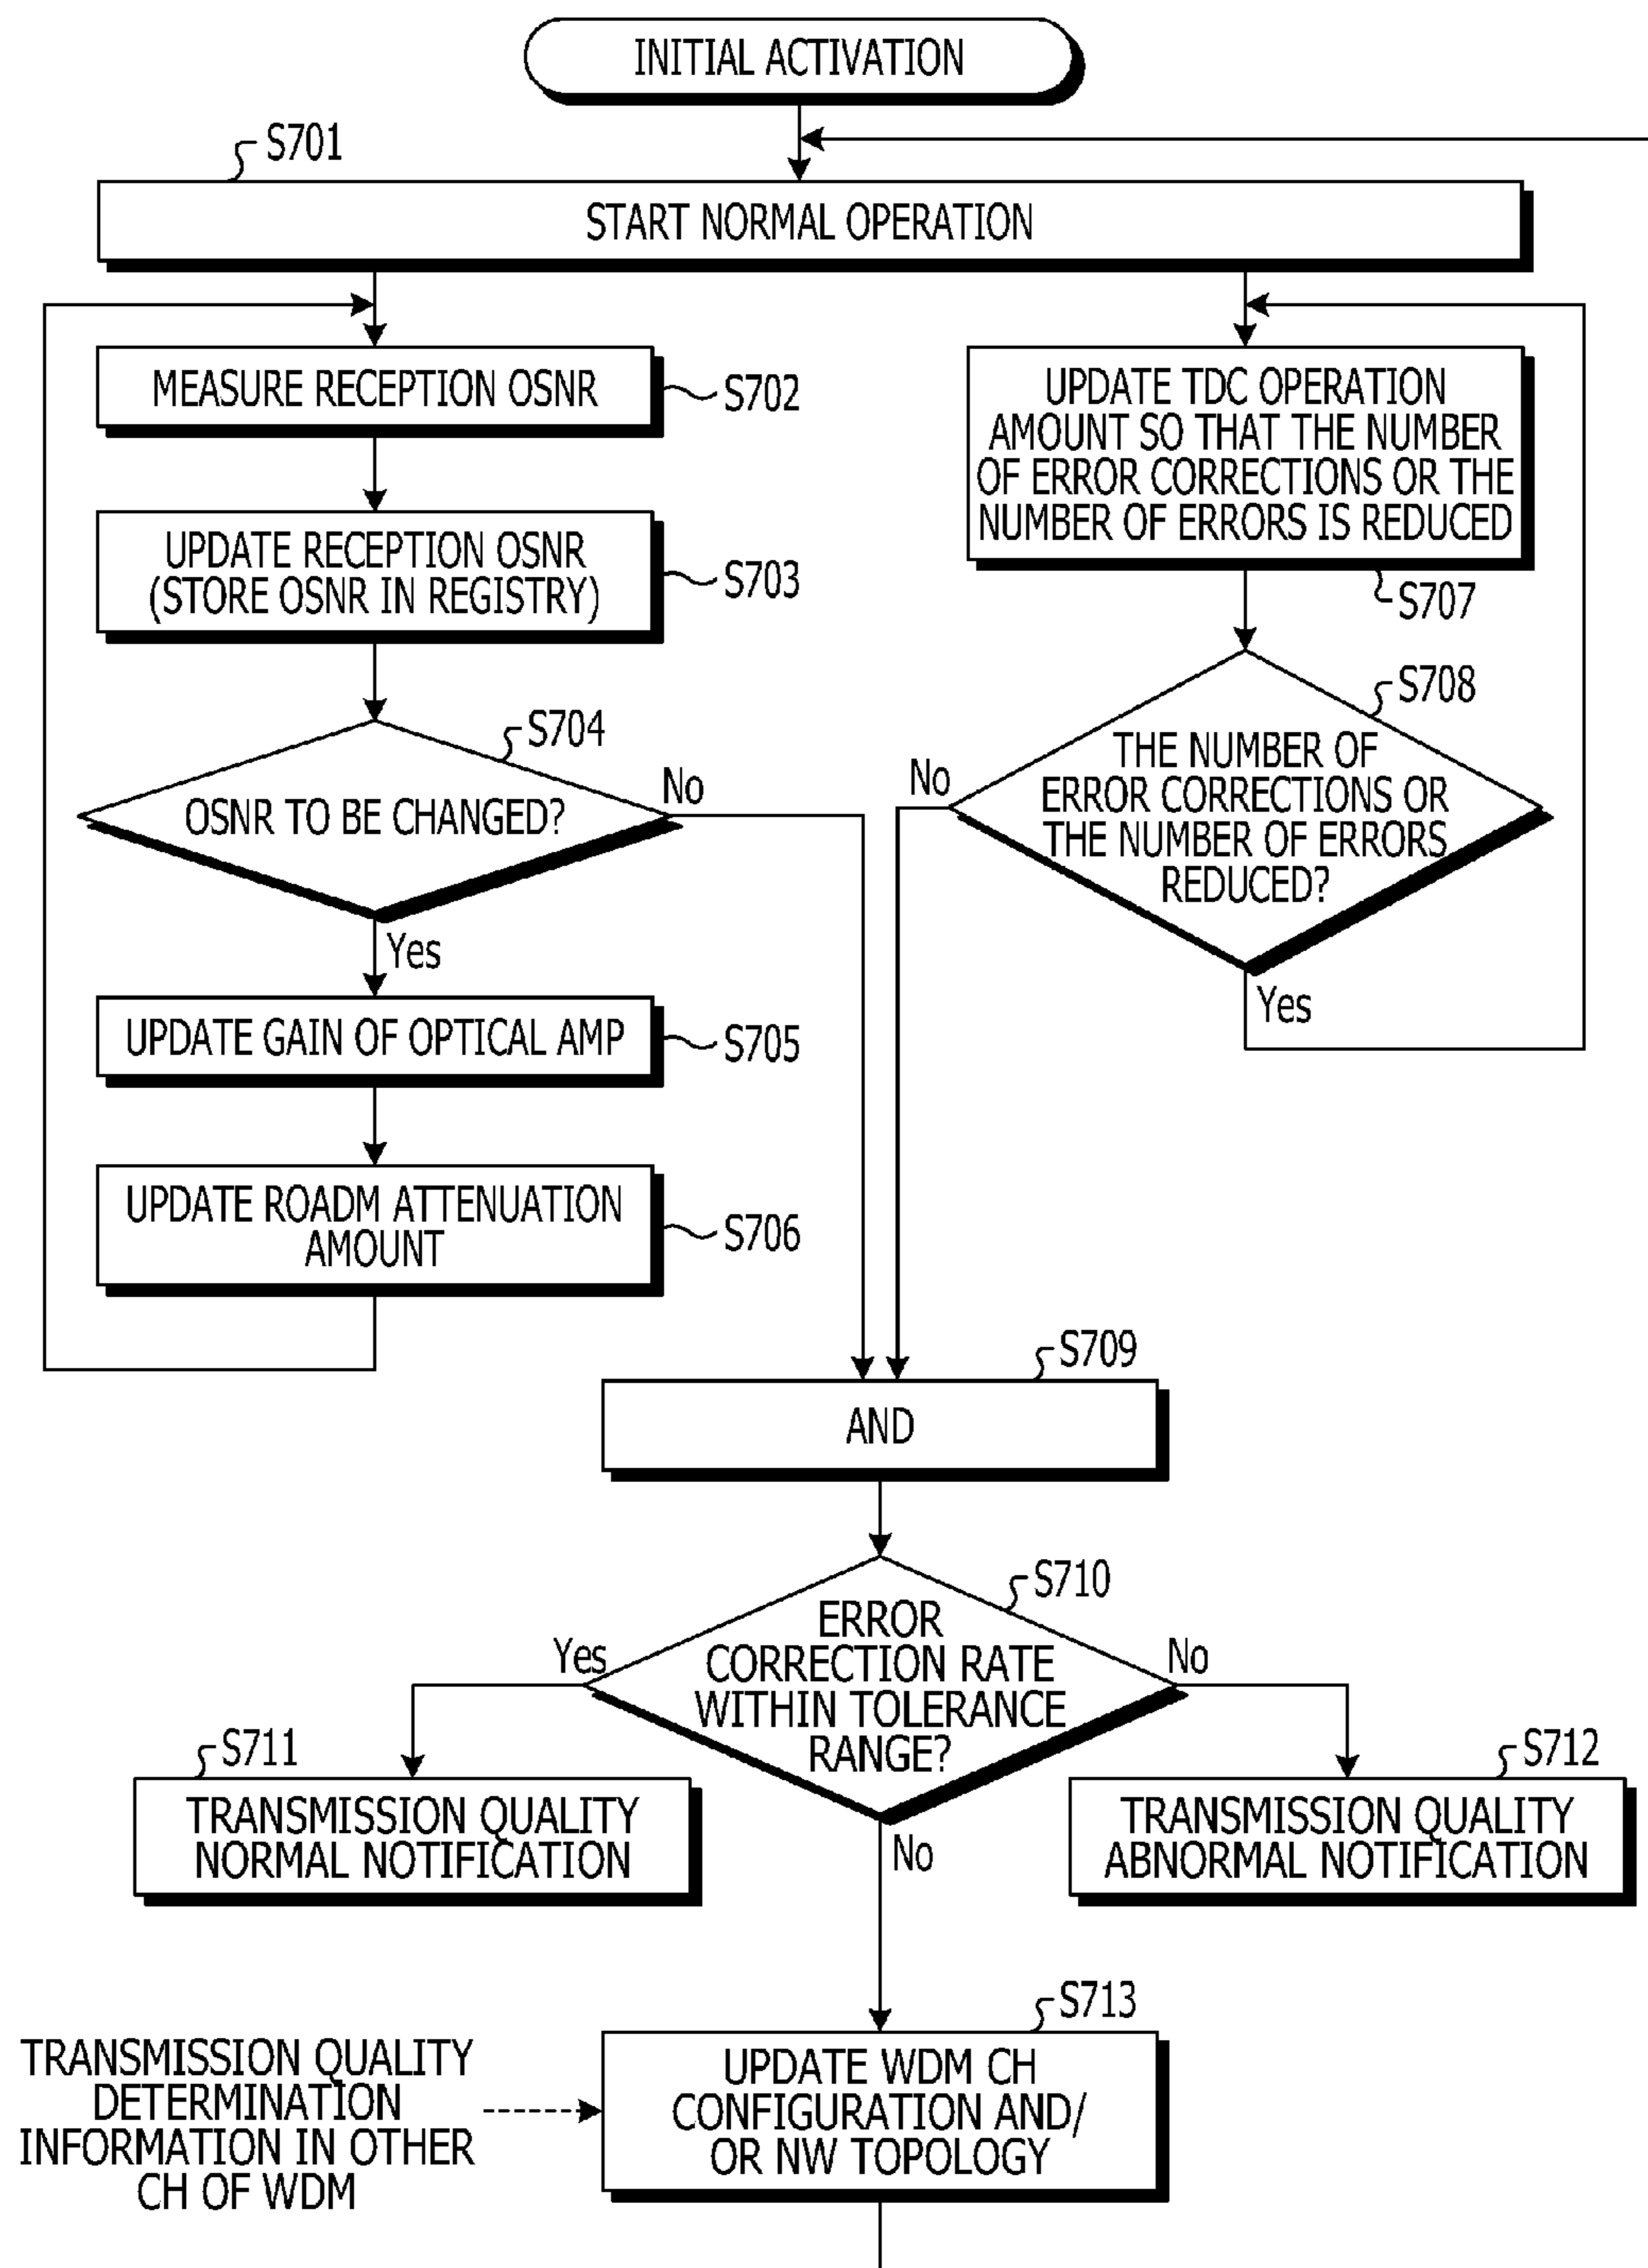 INITIAL ACTIVATION
S701
START NORMAL OPERATION
MEASURE RECEPTION OSNR
S702
UPDATE RECEPTION OSNR
(STORE OSNR IN REGISTRY)
S703
S704
OSNR TO BE CHANGED?
No
Yes
UPDATE GAIN OF OPTICAL AMP
S705
UPDATE ROADM ATTENUATION
AMOUNT
S706
UPDATE TDC OPERATION
AMOUNT SO THAT THE NUMBER
OF ERROR CORRECTIONS OR THE
NUMBER OF ERRORS IS REDUCED
S707
S708
THE NUMBER OF
ERROR CORRECTIONS OR
THE NUMBER OF ERRORS
REDUCED?
No
Yes
S709
AND
S710
ERROR
CORRECTION RATE
WITHIN TOLERANCE
RANGE?
Yes
No
No
S711
TRANSMISSION QUALITY
NORMAL NOTIFICATION
S712
TRANSMISSION QUALITY
ABNORMAL NOTIFICATION
S713
UPDATE WDM CH
CONFIGURATION AND/
OR NW TOPOLOGY
TRANSMISSION QUALITY
DETERMINATION
INFORMATION IN OTHER
CH OF WDM